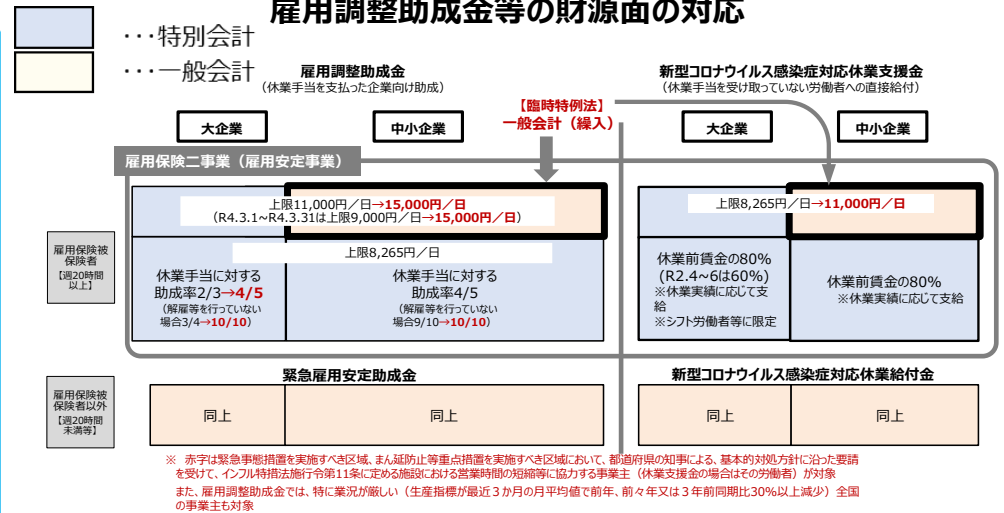 雇用調整助成金等の財源面の対応
・・・特別会計
・・・一般会計
雇用調整助成金
（休業手当を支払った企業向け助成）
新型コロナウイルス感染症対応休業支援金
（休業手当を受け取っていない労働者への直接給付）
【臨時特例法】
一般会計（繰入）
大企業
中小企業
大企業
中小企業
雇用保険二事業（雇用安定事業）
上限11,000円／日→15,000円／日
（R4.3.1~R4.3.31は上限9,000円／日→15,000円／日）
上限8,265円／日→11,000円／日
雇用保険被
保険者
【週20時間
以上】
上限8,265円／日
休業手当に対する
助成率2/3→4/5
（解雇等を行っていない
場合3/4→10/10）
休業手当に対する
助成率4/5
（解雇等を行っていない
場合9/10→10/10）
休業前賃金の80%
(R2.4~6は60%)
※休業実績に応じて支
給
※シフト労働者等に限定
休業前賃金の80%
※休業実績に応じて支給
緊急雇用安定助成金
新型コロナウイルス感染症対応休業給付金
雇用保険被
保険者以外
【週20時間
未満等】
同上
同上
同上
同上
※ 赤字は緊急事態措置を実施すべき区域、まん延防止等重点措置を実施すべき区域において、都道府県の知事による、基本的対処方針に沿った要請
を受けて、インフル特措法施行令第11条に定める施設における営業時間の短縮等に協力する事業主（休業支援金の場合はその労働者）が対象
また、雇用調整助成金では、特に業況が厳しい（生産指標が最近３か月の月平均値で前年、前々年又は３年前同期比30%以上減少）全国
の事業主も対象